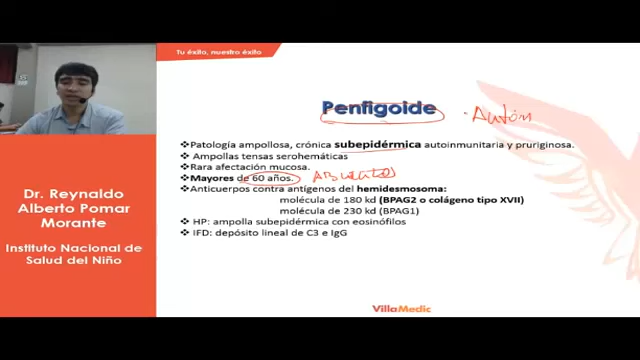 Tu éxito, nuestro éxito
Penfigoide
· Autón
❖Patología ampollosa, crónica subepidérmica autoinmunitaria y pruriginosa.
❖Ampollas tensas serohemáticas
❖Rara afectación mucosa.
❖Mayores de 60 años.
❖Anticuerpos contra antígenos del hemidesmosoma:
molécula de 180 kd (BPAG2 o colágeno tipo XVII)
molécula de 230 kd (BPAG1)
❖HP: ampolla subepidérmica con eosinófilos
❖IFD: depósito lineal de C3 e IgG
Dr. Reynaldo
Alberto Pomar
Morante
Instituto Nacional de
Salud del Niño
VillaMedic